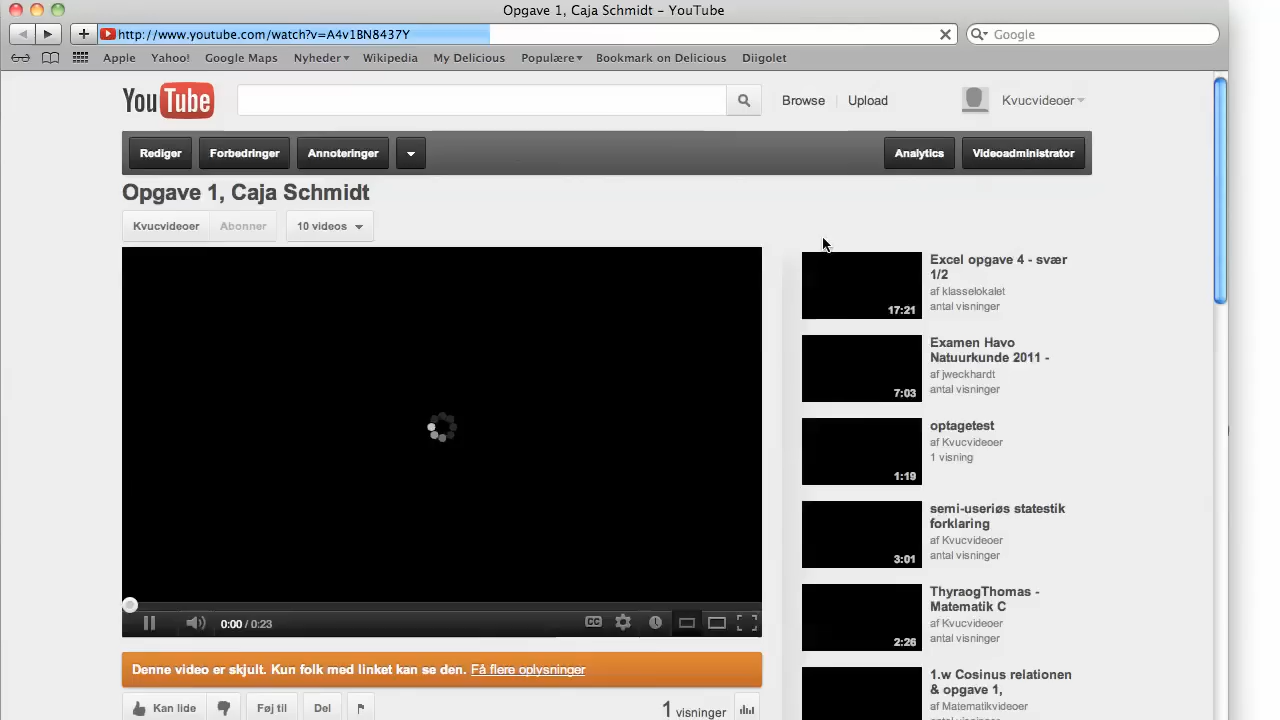 Opgave 1, Caja Schmidt – YouTube
http://www.youtube.com/watch?v=A4v1BN8437Y
Google
Apple Yahoo! Google Maps Nyheder Wikipedia My Delicious Populære Bookmark on Delicious Diigolet
YouTube
Browse Upload Kvucvideoer
Rediger Forbedringer Annoteringer Analytics Videoadministrator
Opgave 1, Caja Schmidt
Kvucvideoer Abonner 10 videos
Excel opgave 4 - svær
1/2
af klasselokalet
antal visninger
17:21
Examen Havo
Natuurkunde 2011 -
af jweckhardt
antal visninger
7:03
optagetest
af Kvucvideoer
1 visning
1:19
semi-useriøs statestik
forklaring
af Kvucvideoer
antal visninger
3:01
ThyraogThomas -
Matematik C
af Kvucvideoer
antal visninger
2:26
1.w Cosinus relationen
& opgave 1,
af Matematikvideoer
0:00 / 0:23
CC
Denne video er skjult. Kun folk med linket kan se den. Få flere oplysninger
Kan lide Føj til Del 1 visninger